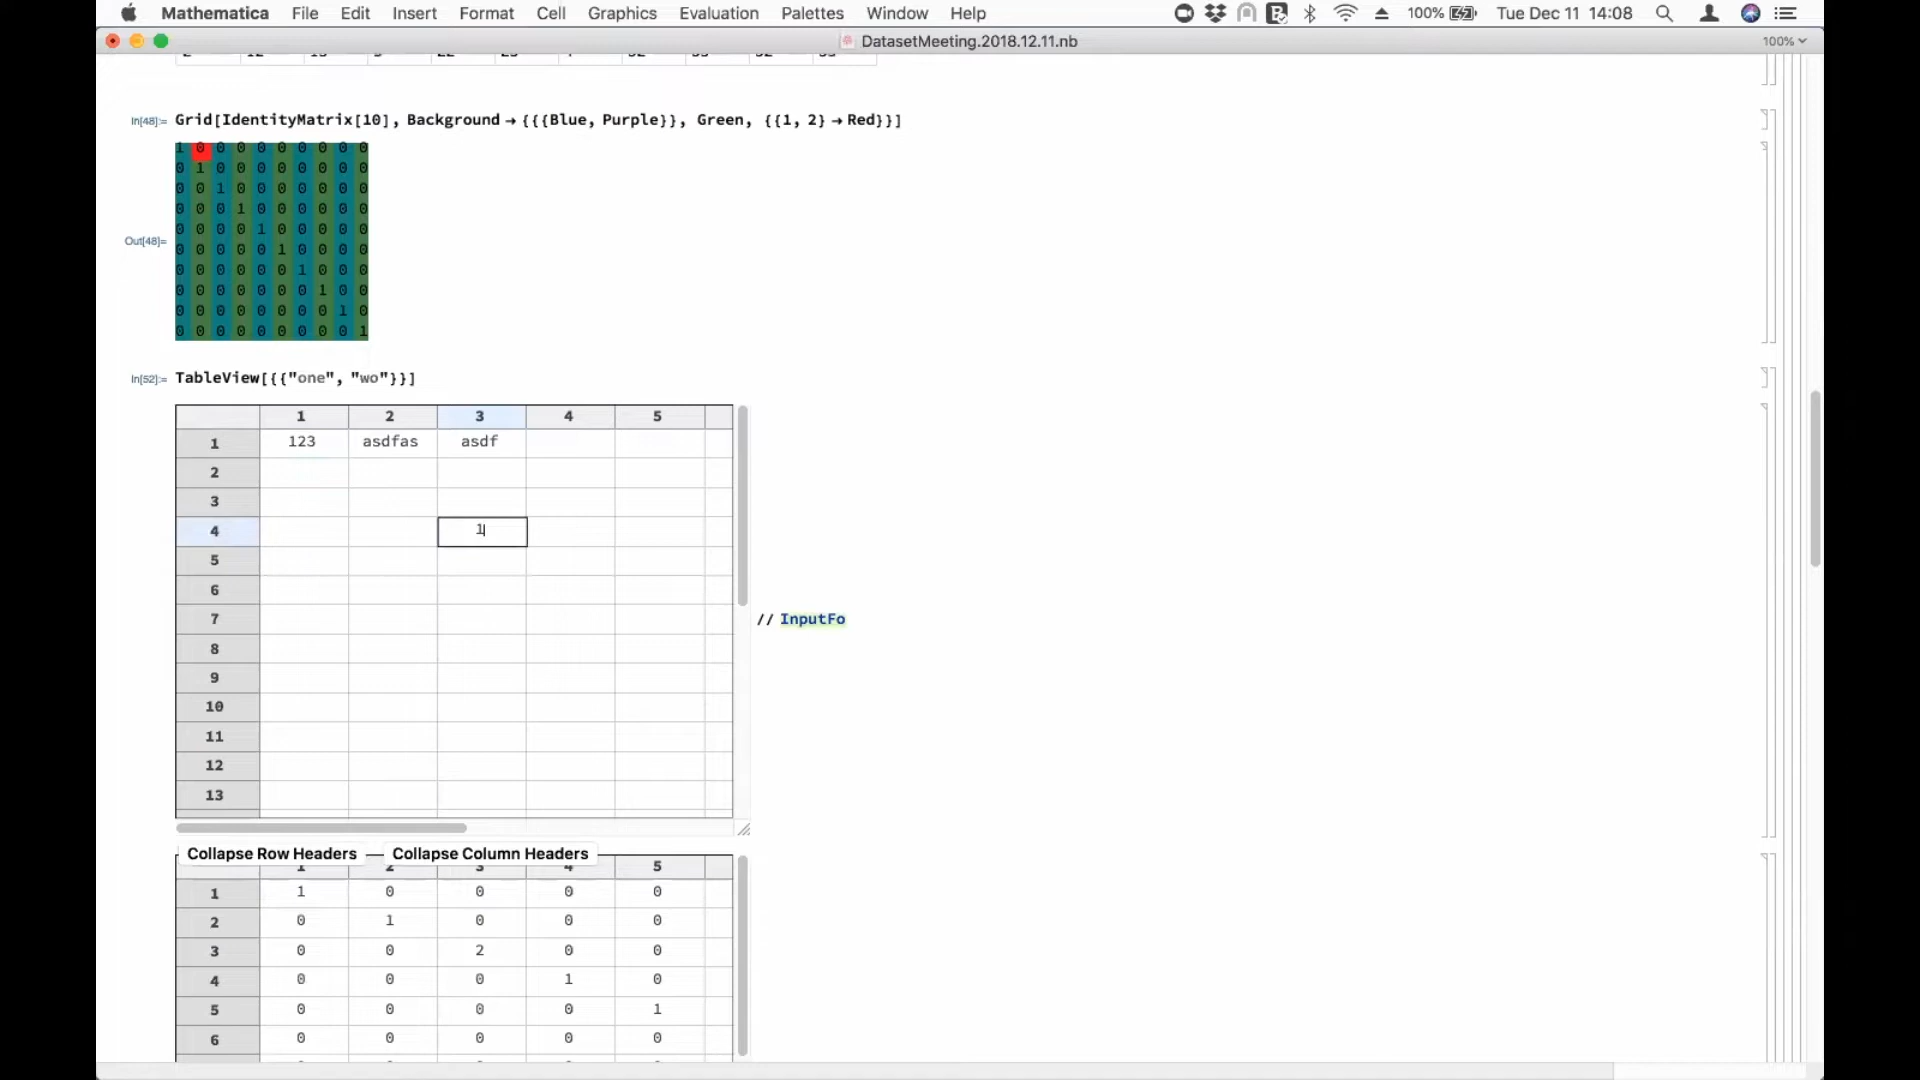 Mathematica File Edit Insert Format Cell Graphics Evaluation Palettes Window Help 100% Tue Dec 11 14:08
DatasetMeeting.2018.12.11.nb 100%
In[48]:= Grid[IdentityMatrix[10], Background → {{{Blue, Purple}}, Green, {{1, 2} → Red}}]
1 0 0 0 0 0 0 0 0 0
0 1 0 0 0 0 0 0 0 0
0 0 1 0 0 0 0 0 0 0
0 0 0 1 0 0 0 0 0 0
0 0 0 0 1 0 0 0 0 0
Out[48]=
0 0 0 0 0 1 0 0 0 0
0 0 0 0 0 0 1 0 0 0
0 0 0 0 0 0 0 1 0 0
0 0 0 0 0 0 0 0 1 0
0 0 0 0 0 0 0 0 0 1
In[52]:= TableView[{{"one", "wo"}}]
1 2 3 4 5
1 123 asdfas asdf
2
3
4 1
5
6
7 // InputFo
8
9
10
11
12
13
Collapse Row Headers Collapse Column Headers
1 2 3 4 5
1 1 0 0 0 0
2 0 1 0 0 0
3 0 0 2 0 0
4 0 0 0 1 0
5 0 0 0 0 1
6 0 0 0 0 0